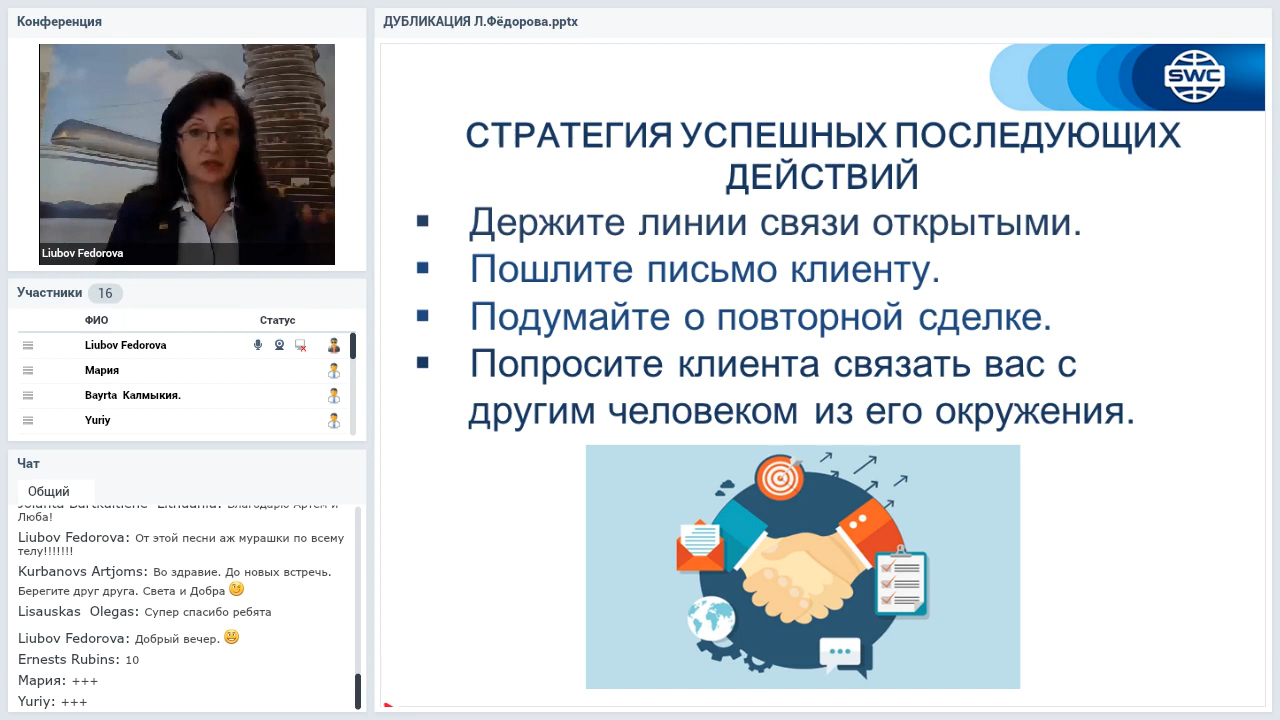 Конференция
Liubov Fedorova
Участники 16
ФИО Статус
Liubov Fedorova
Мария
Bayrta Калмыкия.
Yuriy
Чат
Общий
Благодарю Артём и
Люба!
Liubov Fedorova: От этой песни аж мурашки по всему
телу!!!!!!!
Kurbanovs Artjoms: Во здравие. До новых встречь.
Берегите друг друга. Света и Добра
Lisauskas Olegas: Супер спасибо ребята
Liubov Fedorova: Добрый вечер.
Ernests Rubins: 10
Мария: +++
Yuriy: +++
ДУБЛИКАЦИЯ Л.Фёдорова.pptx
SWC
СТРАТЕГИЯ УСПЕШНЫХ ПОСЛЕДУЮЩИХ
ДЕЙСТВИЙ
▪ Держите линии связи открытыми.
▪ Пошлите письмо клиенту.
▪ Подумайте о повторной сделке.
▪ Попросите клиента связать вас с
другим человеком из его окружения.